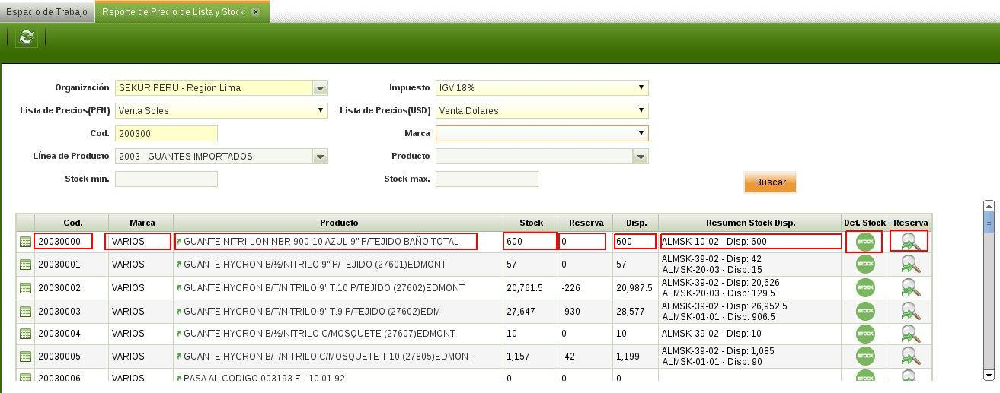 Espacio de Trabajo Reporte de Precio de Lista y Stock x
Organización SEKUR PERU - Región Lima Impuesto IGV 18%
Lista de Precios(PEN) Venta Soles Lista de Precios(USD) Venta Dolares
Cod. 200300 Marca
Línea de Producto 2003 - GUANTES IMPORTADOS Producto
Stock min. Stock max. Buscar
Cod. Marca Producto Stock Reserva Disp. Resumen Stock Disp. Det. Stock Reserva
20030000 VARIOS GUANTE NITRI-LON NBR 900-10 AZUL 9" P/TEJIDO BAÑO TOTAL 600 0 600 ALMSK-10-02 - Disp: 600 STOCK
20030001 VARIOS GUANTE HYCRON B/½/NITRILO 9" P/TEJIDO (27601)EDMONT 57 0 57 ALMSK-39-02 - Disp: 42 STOCK
ALMSK-20-03 - Disp: 15
20030002 VARIOS GUANTE HYCRON B/T/NITRILO 9" T.10 P/TEJIDO (27602)EDMONT 20,761.5 -226 20,987.5 ALMSK-39-02 - Disp: 20,626 STOCK
ALMSK-20-03 - Disp: 129.5
20030003 VARIOS GUANTE HYCRON B/T/NITRILO 9" T.9 P/TEJIDO (27602)EDM 27,647 -930 28,577 ALMSK-39-02 - Disp: 26,952.5 STOCK
ALMSK-01-01 - Disp: 906.5
20030004 VARIOS GUANTE HYCRON B/½/NITRILO C/MOSQUETE (27607)EDMONT 10 0 10 ALMSK-39-02 - Disp: 10 STOCK
20030005 VARIOS GUANTE HYCRON B/T/NITRILO C/MOSQUETE T 10 (27805)EDMONT 1,157 -42 1,199 ALMSK-39-02 - Disp: 1,085 STOCK
ALMSK-01-01 - Disp: 90
20030006 VARIOS PASA AL CODIGO 003193 EL 10 01 92 0 0 0 STOCK